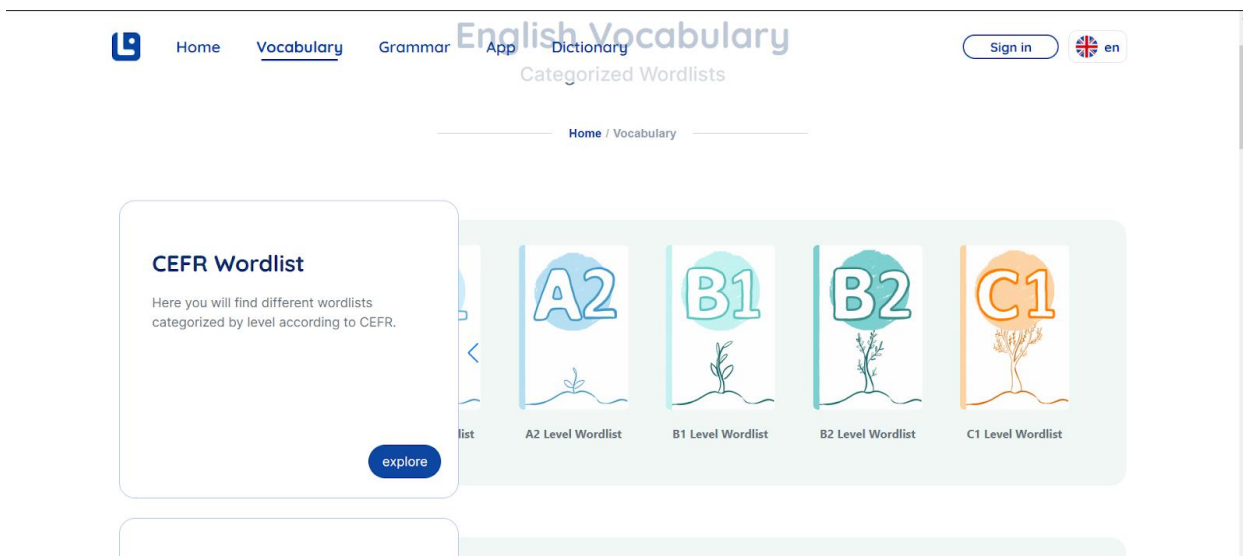 English Vocabulary
Home Vocabulary Grammar App Dictionary
Sign in
en
Categorized Wordlists
Home / Vocabulary
CEFR Wordlist
Here you will find different wordlists
categorized by level according to CEFR.
explore
list
A2
A2 Level Wordlist
B1
B1 Level Wordlist
B2
B2 Level Wordlist
C1
C1 Level Wordlist